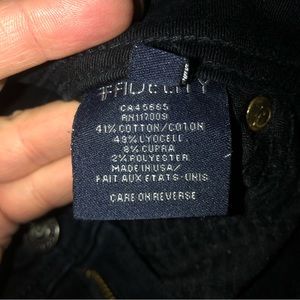 FIDELITY
CA45665
RN117009
41% COTTON/COTON
49% LYOCELL
8% CUPRA
2% POLYESTER
MADE IN USA/
FAIT AUX ETATS-UNIS
CARE ON REVERSE